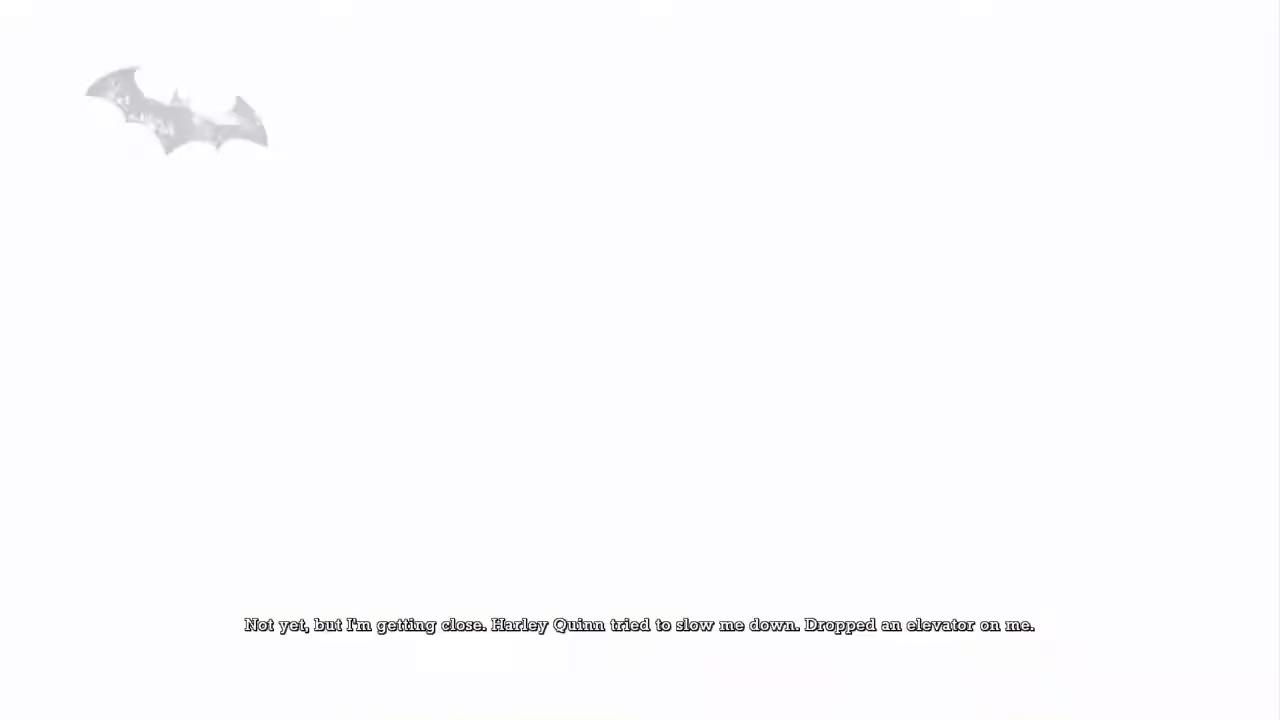 Not yet, but I'm getting close. Harley Quinn tried to slow me down. Dropped an elevator on me.